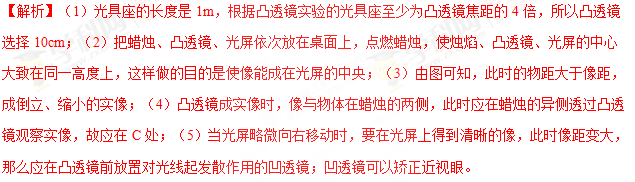 【解析】（1）光具座的长度是 1m，根据凸透镜实验的光具座至少为凸透镜焦距的 4 倍，所以凸透镜
选择 10cm；（2）把蜡烛、凸透镜、光屏依次放在桌面上，点燃蜡烛，使烛焰、凸透镜、光屏的中心
大致在同一高度上，这样做的目的是使像能成在光屏的中央；（3）由图可知，此时的物距大于像距，
成倒立、缩小的实像；（4）凸透镜成实像时，像与物体在蜡烛的两侧，此时应在蜡烛的异侧透过凸透
镜观察实像，故应在 C 处；（5）当光屏略微向右移动时，要在光屏上得到清晰的像，此时像距变大，
那么应在凸透镜前放置对光线起发散作用的凹透镜；凹透镜可以矫正近视眼。